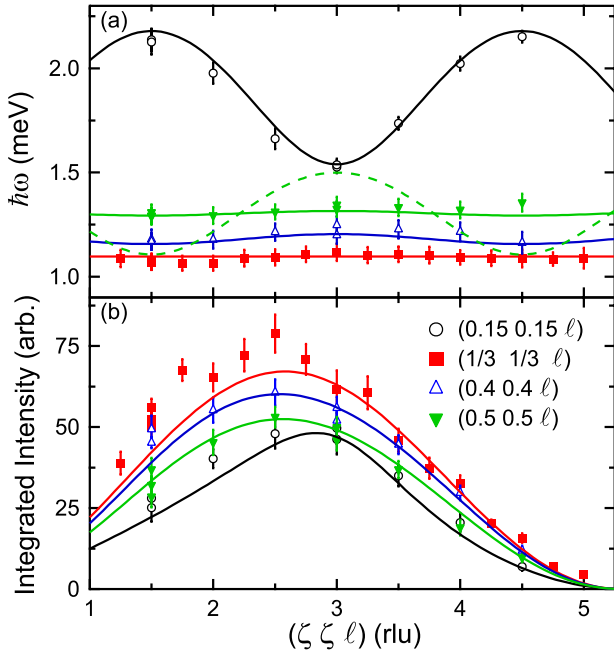 (a)
2.0
1.5
1.0
ħω (meV)
(b)
(0.15 0.15 ℓ)
(1/3 1/3 ℓ)
(0.4 0.4 ℓ)
(0.5 0.5 ℓ)
75
50
25
0
Integrated Intensity (arb.)
1 2 3 4 5
(ζ ζ ℓ) (rlu)